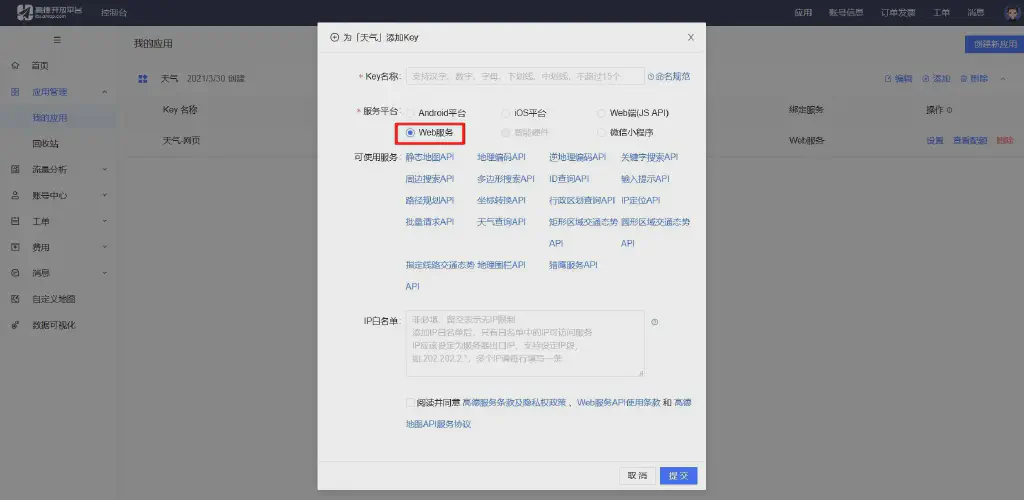 高德开放平台 控制台 应用 账号信息 订单发票 工单 消息
lbs.amap.com
我的应用 创建新应用
首页
应用管理
我的应用
回收站
流量分析
账号中心
工单
费用
消息
自定义地图
数据可视化
天气 2021/3/30 创建 编辑 添加 删除
Key 名称 绑定服务 操作
天气-网页 Web服务 设置 查看配额 删除
为「天气」添加Key X
* Key名称: 支持汉字、数字、字母、下划线、中划线，不超过15个 命名规范
* 服务平台: Android平台 iOS平台 Web端(JS API)
Web服务 智能硬件 微信小程序
可使用服务: 静态地图API 地理编码API 逆地理编码API 关键字搜索API
周边搜索API 多边形搜索API ID查询API 输入提示API
路径规划API 坐标转换API 行政区划查询API IP定位API
批量请求API 天气查询API 矩形区域交通态势API 圆形区域交通态势API
指定线路交通态势API 地理围栏API 猎鹰服务API
IP白名单: 非必填，留空表示无IP限制
添加IP白名单后，只有白名单中的IP可访问服务
IP应该设定为服务器出口IP，支持设定IP段，
如:202.202.2.*，多个IP请每行填写一条
阅读并同意 高德服务条款及隐私权政策 、Web服务API使用条款 和 高德
地图API服务协议
取 消 提 交